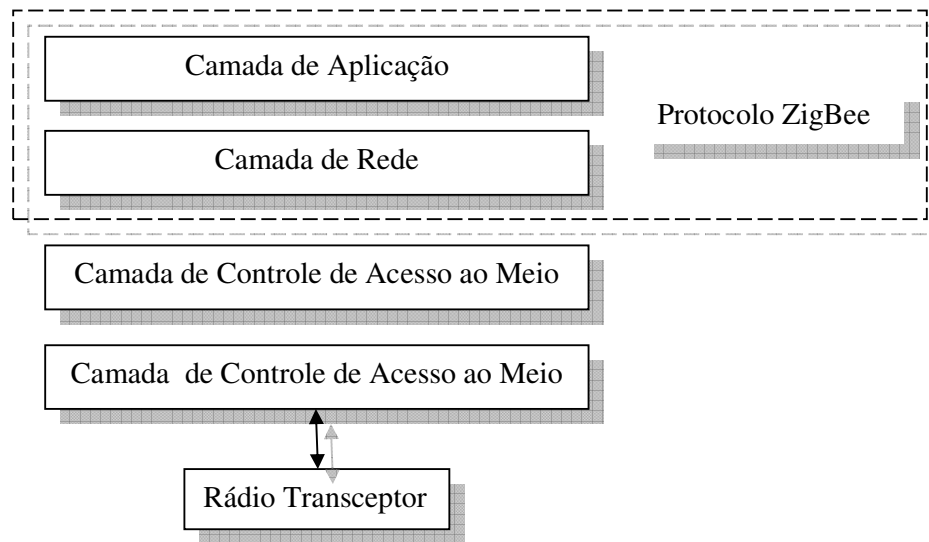 Camada de Aplicação
Protocolo ZigBee
Camada de Rede
Camada de Controle de Acesso ao Meio
Camada de Controle de Acesso ao Meio
Rádio Transceptor